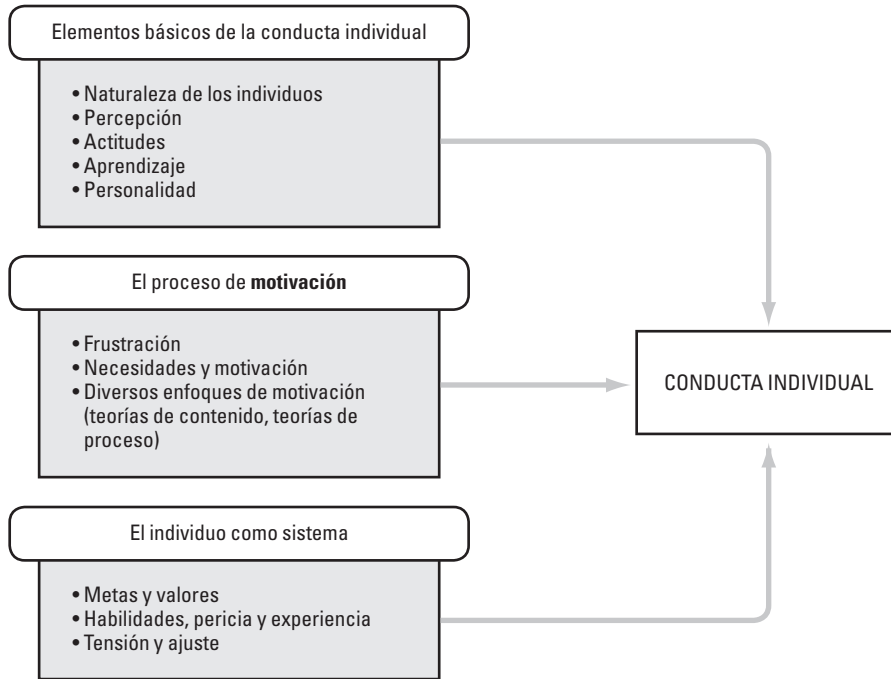 Elementos básicos de la conducta individual
• Naturaleza de los individuos
• Percepción
• Actitudes
• Aprendizaje
• Personalidad
El proceso de motivación
• Frustración
• Necesidades y motivación
• Diversos enfoques de motivación
(teorías de contenido, teorías de
proceso)
CONDUCTA INDIVIDUAL
El individuo como sistema
• Metas y valores
• Habilidades, pericia y experiencia
• Tensión y ajuste